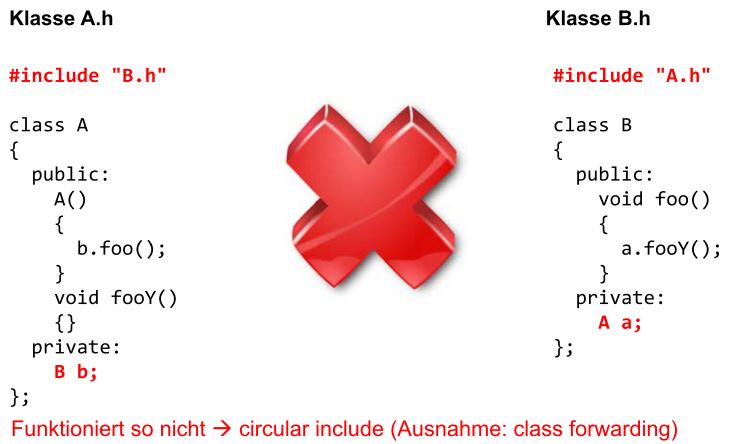 Klasse A.h
#include "B.h"
class A
{
  public:
    A()
    {
      b.foo();
    }
    void fooY()
    {}
  private:
    B b;
};
Klasse B.h
#include "A.h"
class B
{
  public:
    void foo()
    {
      a.fooY();
    }
  private:
    A a;
};
Funktioniert so nicht → circular include (Ausnahme: class forwarding)